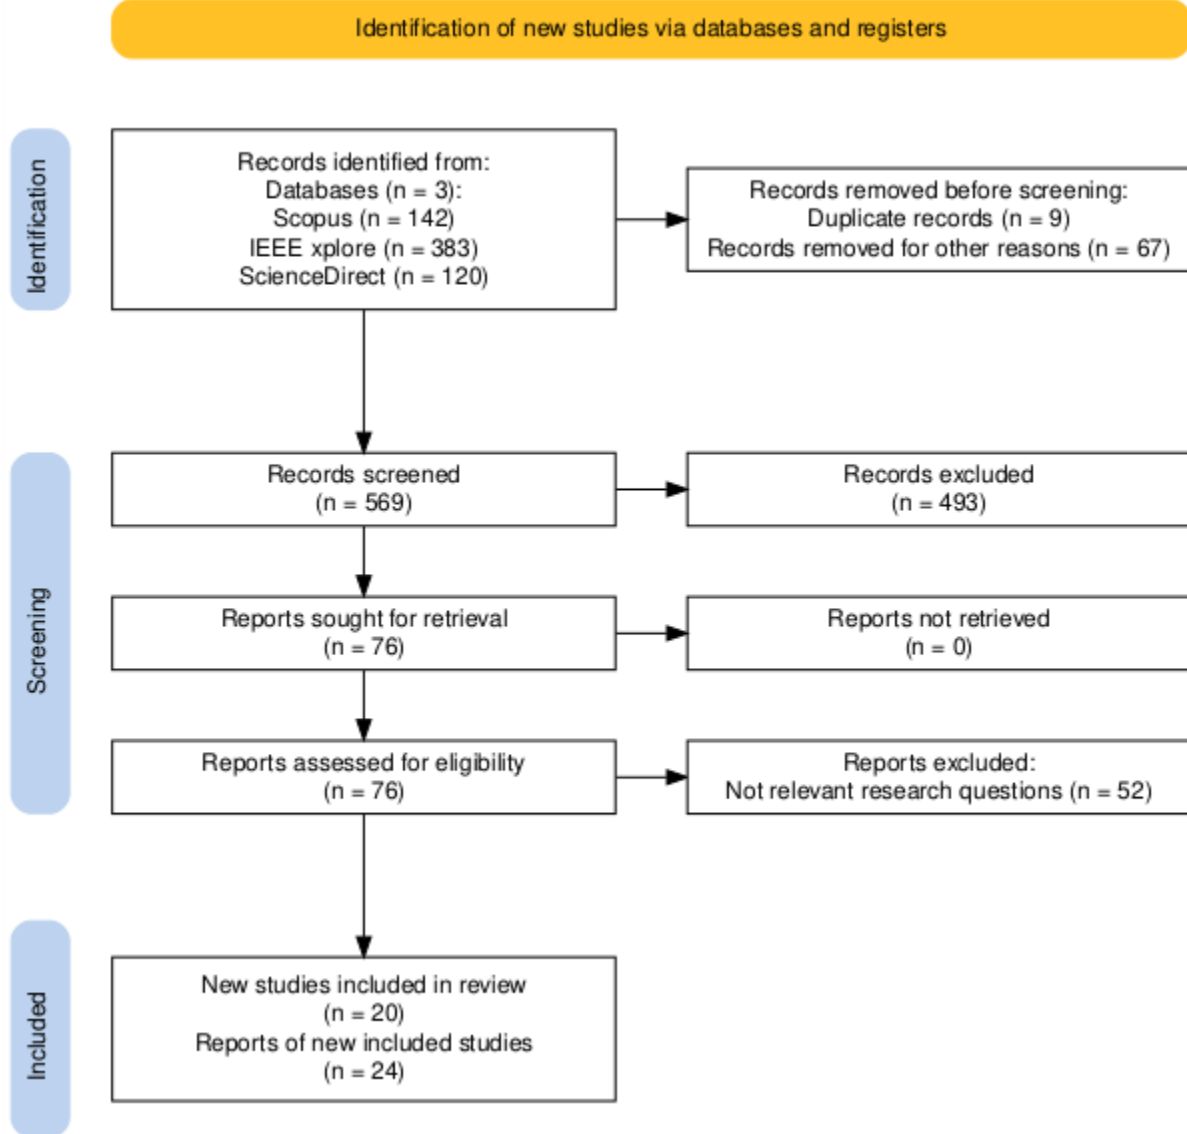 Identification of new studies via databases and registers
Identification
Records identified from:
Databases (n = 3):
Scopus (n = 142)
IEEE xplore (n = 383)
ScienceDirect (n = 120)
Records removed before screening:
Duplicate records (n = 9)
Records removed for other reasons (n = 67)
Screening
Records screened
(n = 569)
Records excluded
(n = 493)
Reports sought for retrieval
(n = 76)
Reports not retrieved
(n = 0)
Reports assessed for eligibility
(n = 76)
Reports excluded:
Not relevant research questions (n = 52)
Included
New studies included in review
(n = 20)
Reports of new included studies
(n = 24)